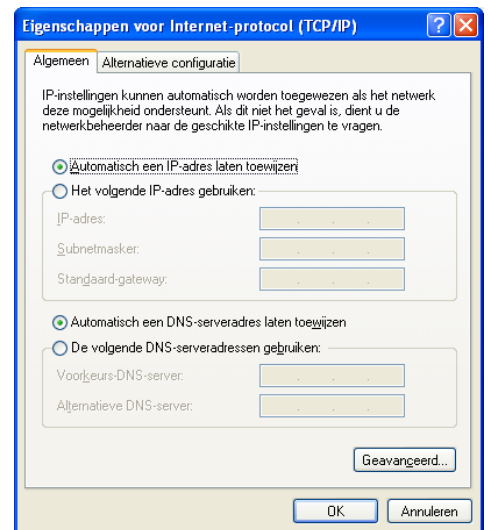 Eigenschappen voor Internet-protocol (TCP/IP)
Algemeen
Alternatieve configuratie
IP-instellingen kunnen automatisch worden toegewezen als het netwerk
deze mogelijkheid ondersteunt. Als dit niet het geval is, dient u de
netwerkbeheerder naar de geschikte IP-instellingen te vragen.
Automatisch een IP-adres laten toewijzen
Het volgende IP-adres gebruiken:
IP-adres:
Subnetmasker:
Standaard-gateway:
Automatisch een DNS-serveradres laten toewijzen
De volgende DNS-serveradressen gebruiken:
Voorkeurs-DNS-server:
Alternatieve DNS-server:
Geavanceerd...
OK
Annuleren